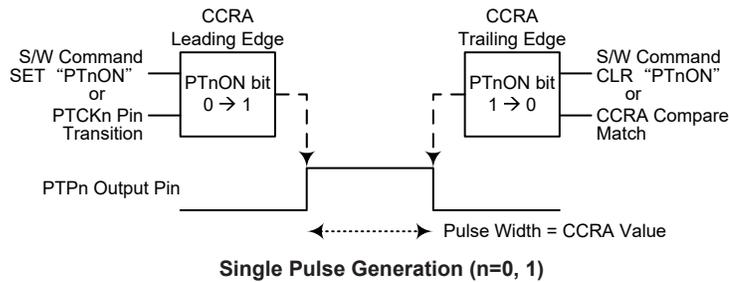 CCRA
Leading Edge
CCRA
Trailing Edge
S/W Command
SET “PTnON”
or
PTCKn Pin
Transition
PTnON bit
0 → 1
PTnON bit
1 → 0
S/W Command
CLR “PTnON”
or
CCRA Compare
Match
PTPn Output Pin
Pulse Width = CCRA Value
Single Pulse Generation (n=0, 1)